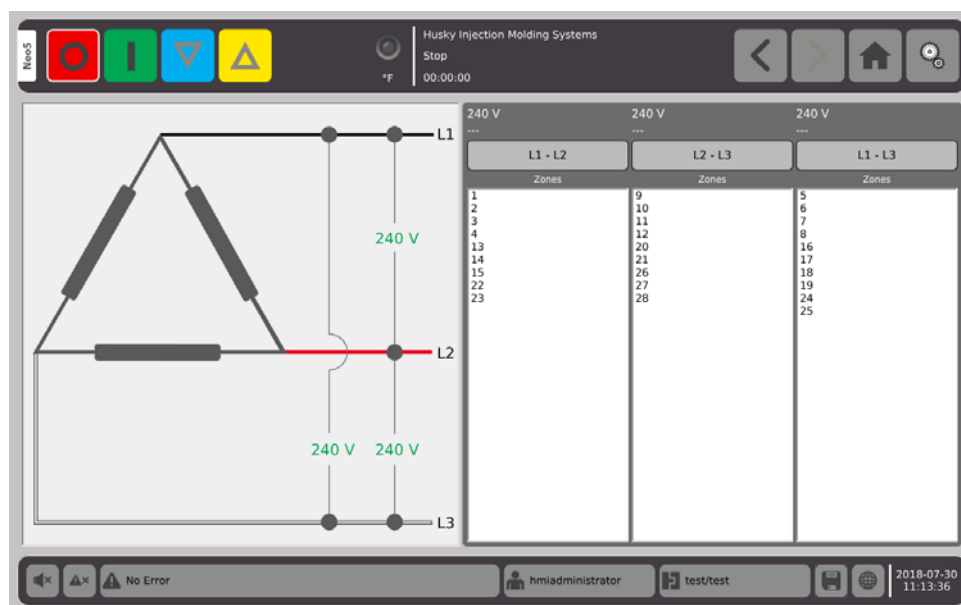 Neo5
°F
Husky Injection Molding Systems
Stop
00:00:00
L1
240 V
L2
240 V
240 V
L3
240 V
240 V
240 V
---
---
---
L1 - L2
L2 - L3
L1 - L3
Zones
Zones
Zones
1
2
3
4
13
14
15
22
23
9
10
11
12
20
21
26
27
28
5
6
7
8
16
17
18
19
24
25
No Error
hmiadministrator
test/test
2018-07-30
11:13:36